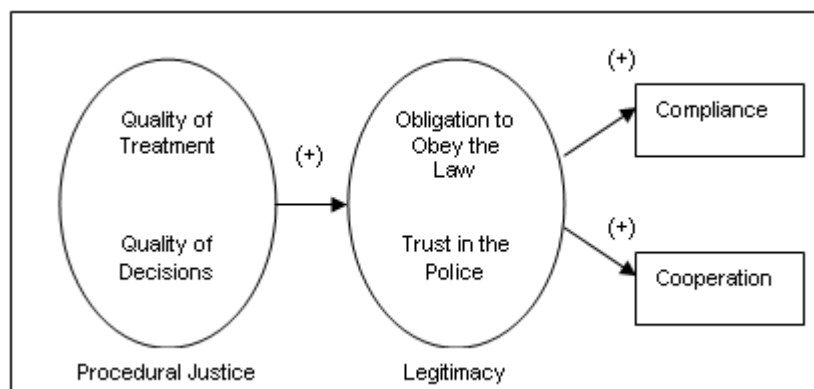 Quality of
Treatment
Quality of
Decisions
Procedural Justice
(+)
Obligation to
Obey the
Law
Trust in the
Police
Legitimacy
(+)
Compliance
(+)
Cooperation